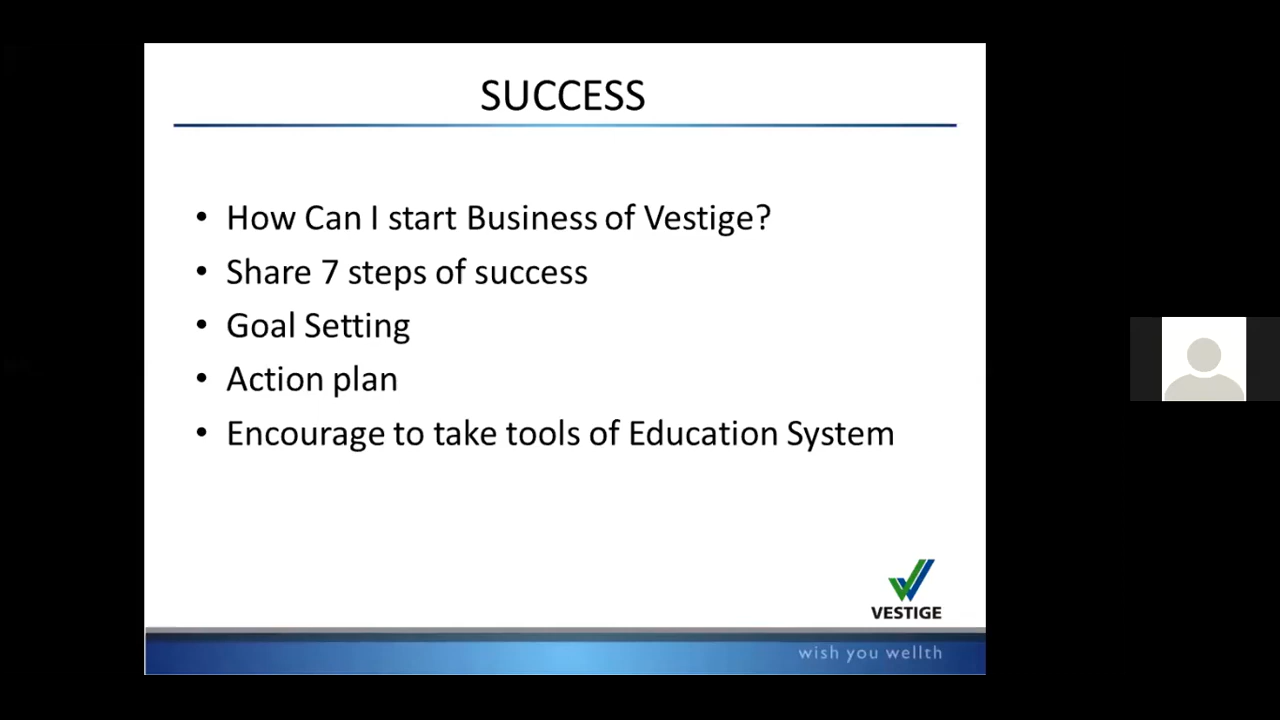 SUCCESS
• How Can I start Business of Vestige?
• Share 7 steps of success
• Goal Setting
• Action plan
• Encourage to take tools of Education System
VESTIGE
wish you wellth